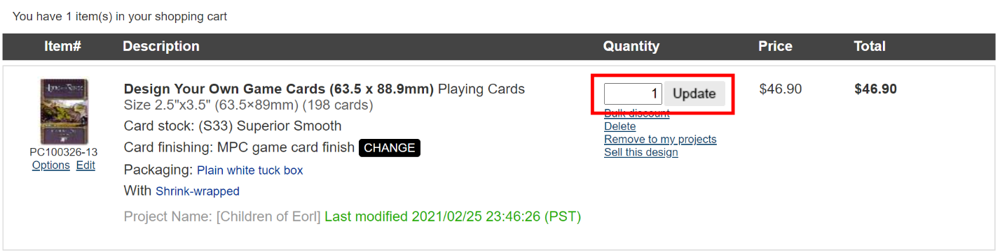 You have 1 item(s) in your shopping cart
Item# Description Quantity Price Total
Design Your Own Game Cards (63.5 x 88.9mm) Playing Cards 1 Update $46.90 $46.90
Size 2.5"x3.5" (63.5×89mm) (198 cards)
Bulk discount
Card stock: (S33) Superior Smooth Delete
Remove to my projects
Card finishing: MPC game card finish CHANGE Sell this design
PC100326-13
Options Edit
Packaging: Plain white tuck box
With Shrink-wrapped
Project Name: [Children of Eorl] Last modified 2021/02/25 23:46:26 (PST)